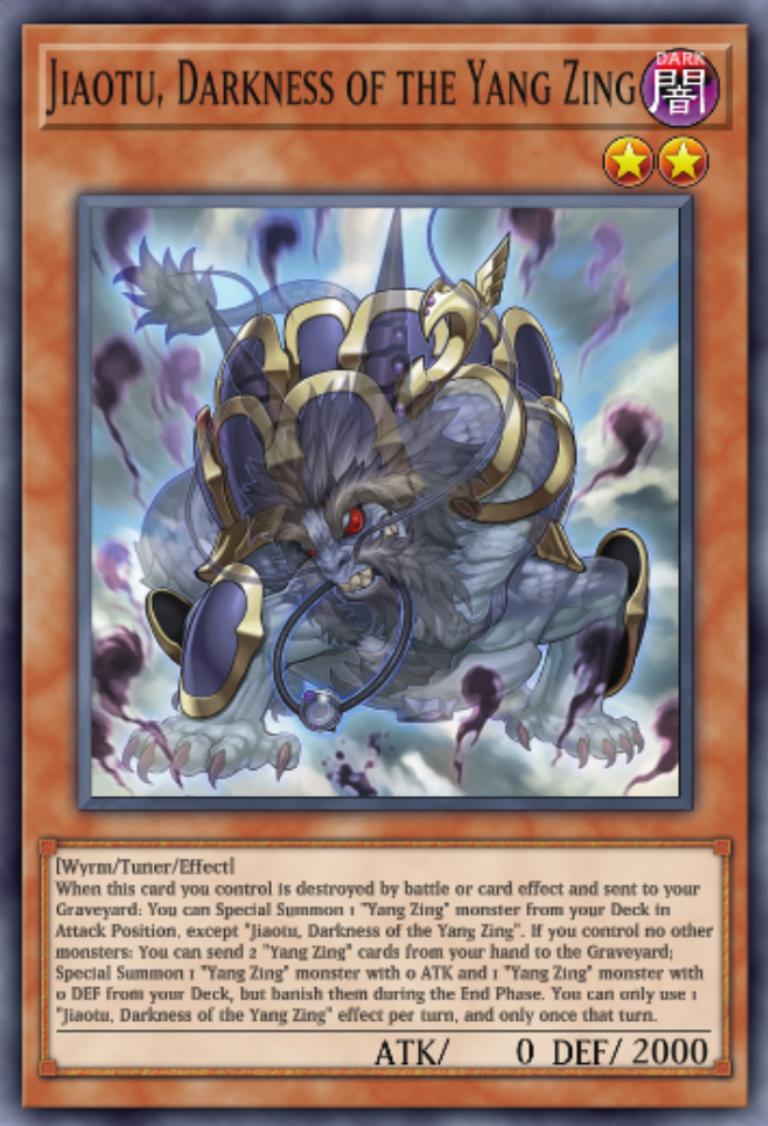 JIAOTU, DARKNESS OF THE YANG ZING
DARK
闇
[Wyrm/Tuner/Effect]
When this card you control is destroyed by battle or card effect and sent to your
Graveyard: You can Special Summon 1 "Yang Zing" monster from your Deck in
Attack Position, except "Jiaotu, Darkness of the Yang Zing". If you control no other
monsters: You can send 2 "Yang Zing" cards from your hand to the Graveyard;
Special Summon 1 "Yang Zing" monster with 0 ATK and 1 "Yang Zing" monster with
0 DEF from your Deck, but banish them during the End Phase. You can only use 1
"Jiaotu, Darkness of the Yang Zing" effect per turn, and only once that turn.
ATK/ 0 DEF/ 2000